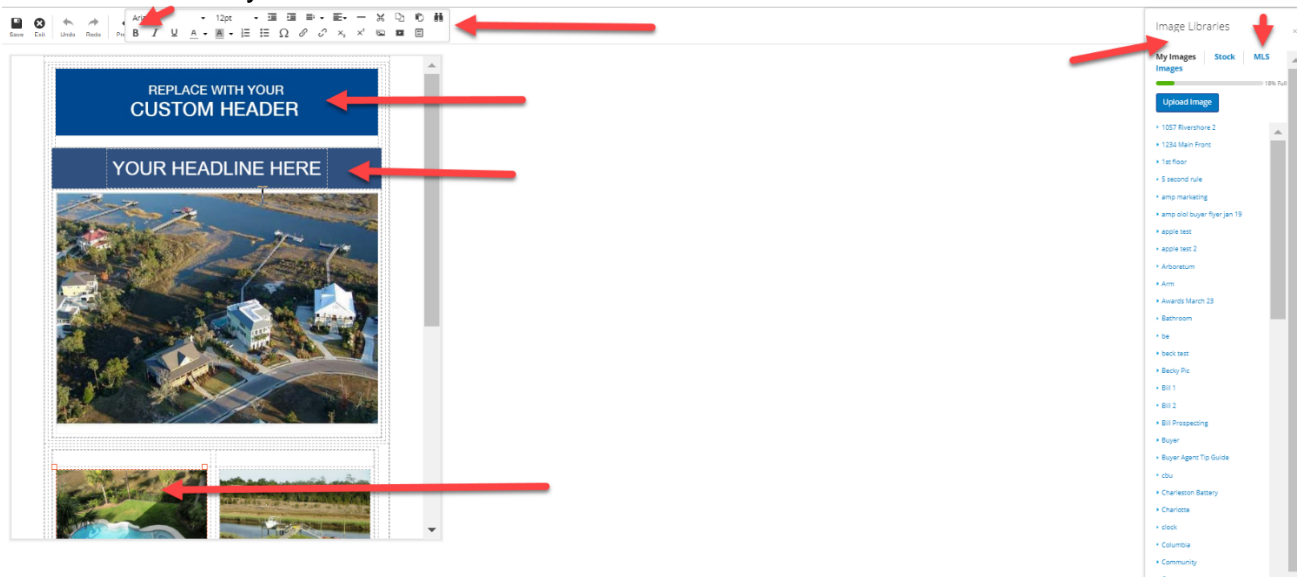 Save Exit Undo Redo
12pt
B I U A A Ω
REPLACE WITH YOUR
CUSTOM HEADER
YOUR HEADLINE HERE
Image Libraries
My Images Stock MLS
Images
16% Full
Upload Image
1057 Rivershore 2
1234 Main Front
1st floor
5 second rule
amp marketing
amp olol buyer flyer jan 19
apple test
apple test 2
Arboretum
Arm
Awards March 23
Bathroom
be
beck test
Becky Pic
Bill 1
Bill 2
Bill Prospecting
Buyer
Buyer Agent Tip Guide
cbu
Charleston Battery
Charlotte
clock
Columbia
Community